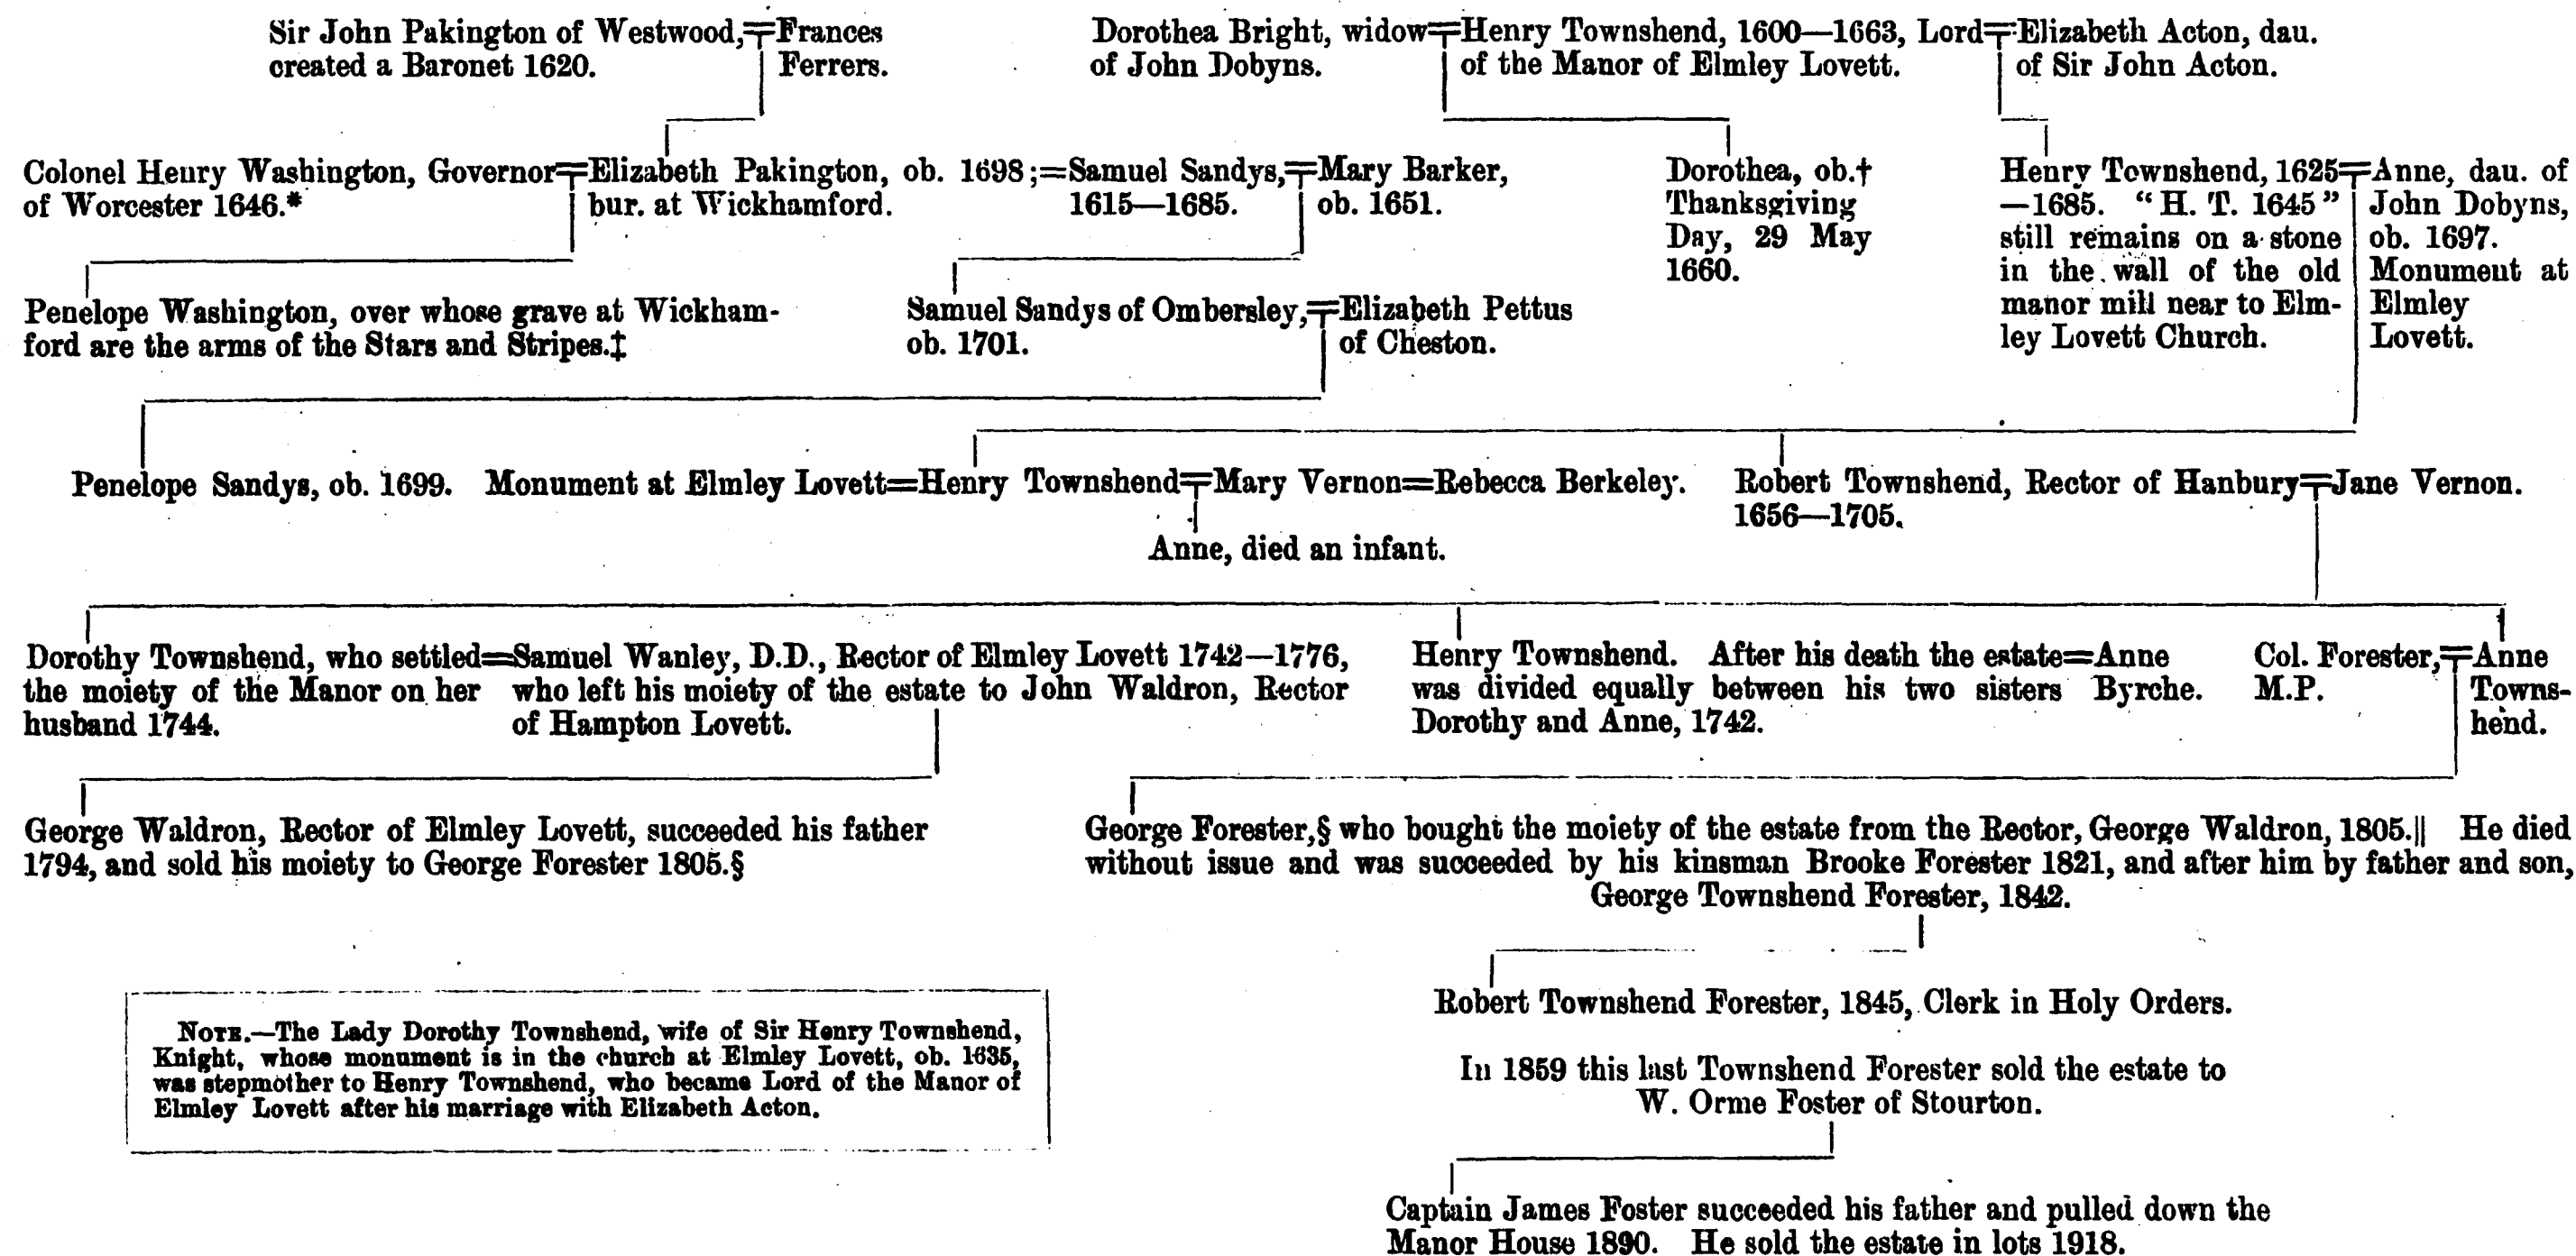 Sir John Pakington of Westwood,=Frances
created a Baronet 1620. Ferrers.
Dorothea Bright, widow=Henry Townshend, 1600—1663, Lord=Elizabeth Acton, dau.
of John Dobyns. of the Manor of Elmley Lovett. of Sir John Acton.
Colonel Henry Washington, Governor=Elizabeth Pakington, ob. 1698;=Samuel Sandys,=Mary Barker,
of Worcester 1646.* bur. at Wickhamford. 1615—1685. ob. 1651.
Dorothea, ob.†
Thanksgiving
Day, 29 May
1660.
Henry Townshend, 1625
—1685. "H. T. 1645"
still remains on a stone
in the wall of the old
manor mill near to Elm-
ley Lovett Church.
=Anne, dau. of
John Dobyns,
ob. 1697.
Monument at
Elmley
Lovett.
Penelope Washington, over whose grave at Wickham-
ford are the arms of the Stars and Stripes.‡
Samuel Sandys of Ombersley,=Elizabeth Pettus
ob. 1701. of Cheston.
Penelope Sandys, ob. 1699. Monument at Elmley Lovett=Henry Townshend=Mary Vernon=Rebecca Berkeley.
Robert Townshend, Rector of Hanbury=Jane Vernon.
1656—1705.
Anne, died an infant.
Dorothy Townshend, who settled=Samuel Wanley, D.D., Rector of Elmley Lovett 1742—1776,
the moiety of the Manor on her who left his moiety of the estate to John Waldron, Rector
husband 1744. of Hampton Lovett.
Henry Townshend. After his death the estate=Anne
was divided equally between his two sisters Byrche.
Dorothy and Anne, 1742.
Col. Forester,=Anne
M.P. Towns-
hend.
George Waldron, Rector of Elmley Lovett, succeeded his father
1794, and sold his moiety to George Forester 1805.§
George Forester,§ who bought the moiety of the estate from the Rector, George Waldron, 1805.‖ He died
without issue and was succeeded by his kinsman Brooke Forester 1821, and after him by father and son,
George Townshend Forester, 1842.
Robert Townshend Forester, 1845, Clerk in Holy Orders.
In 1859 this last Townshend Forester sold the estate to
W. Orme Foster of Stourton.
Captain James Foster succeeded his father and pulled down the
Manor House 1890. He sold the estate in lots 1918.
NOTE.—The Lady Dorothy Townshend, wife of Sir Henry Townshend,
Knight, whose monument is in the church at Elmley Lovett, ob. 1635,
was stepmother to Henry Townshend, who became Lord of the Manor of
Elmley Lovett after his marriage with Elizabeth Acton.